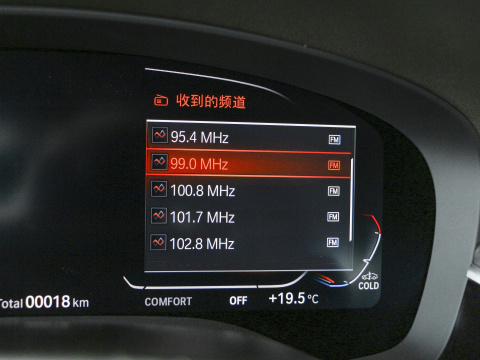 收到的频道
95.4 MHz FM
99.0 MHz FM
100.8 MHz FM
101.7 MHz FM
102.8 MHz FM
COLD
Total 00018 km COMFORT OFF +19.5 °C